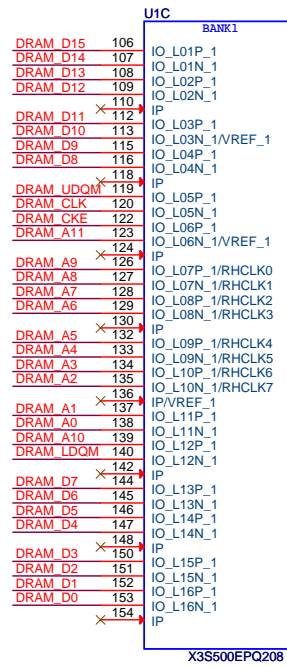 U1C
BANK1
DRAM_D15 106 IO_L01P_1
DRAM_D14 107 IO_L01N_1
DRAM_D13 108 IO_L02P_1
DRAM_D12 109 IO_L02N_1
110 IP
DRAM_D11 112 IO_L03P_1
DRAM_D10 113 IO_L03N_1/VREF_1
DRAM_D9 115 IO_L04P_1
DRAM_D8 116 IO_L04N_1
118 IP
DRAM_UDQM 119 IO_L05P_1
DRAM_CLK 120 IO_L05N_1
DRAM_CKE 122 IO_L06P_1
DRAM_A11 123 IO_L06N_1/VREF_1
124 IP
DRAM_A9 126 IO_L07P_1/RHCLK0
DRAM_A8 127 IO_L07N_1/RHCLK1
DRAM_A7 128 IO_L08P_1/RHCLK2
DRAM_A6 129 IO_L08N_1/RHCLK3
130 IP
DRAM_A5 132 IO_L09P_1/RHCLK4
DRAM_A4 133 IO_L09N_1/RHCLK5
DRAM_A3 134 IO_L10P_1/RHCLK6
DRAM_A2 135 IO_L10N_1/RHCLK7
136 IP/VREF_1
DRAM_A1 137 IO_L11P_1
DRAM_A0 138 IO_L11N_1
DRAM_A10 139 IO_L12P_1
DRAM_LDQM 140 IO_L12N_1
142 IP
DRAM_D7 144 IO_L13P_1
DRAM_D6 145 IO_L13N_1
DRAM_D5 146 IO_L14P_1
DRAM_D4 147 IO_L14N_1
148 IP
DRAM_D3 150 IO_L15P_1
DRAM_D2 151 IO_L15N_1
DRAM_D1 152 IO_L16P_1
DRAM_D0 153 IO_L16N_1
154 IP
X3S500EPQ208